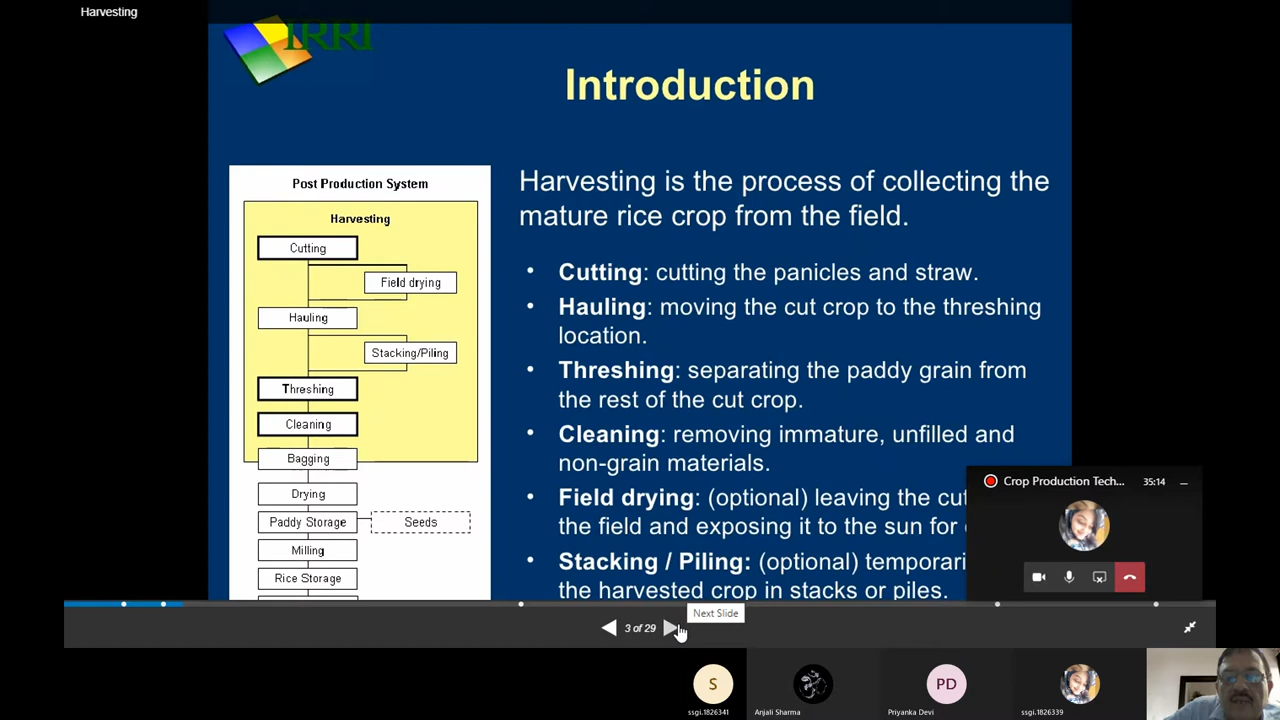 Harvesting
IRRI
Introduction
Post Production System
Harvesting
Cutting
Field drying
Hauling
Stacking/Piling
Threshing
Cleaning
Bagging
Drying
Paddy Storage
Seeds
Milling
Rice Storage
Harvesting is the process of collecting the
mature rice crop from the field.
• Cutting: cutting the panicles and straw.
• Hauling: moving the cut crop to the threshing
location.
• Threshing: separating the paddy grain from
the rest of the cut crop.
• Cleaning: removing immature, unfilled and
non-grain materials.
• Field drying: (optional) leaving the cu
the field and exposing it to the sun for
• Stacking / Piling: (optional) temporari
the harvested crop in stacks or piles.
Crop Production Tech...
35:14
Next Slide
3 of 29
S
ssgi.1826341
Anjali Sharma
PD
Priyanka Devi
ssgi.1826339